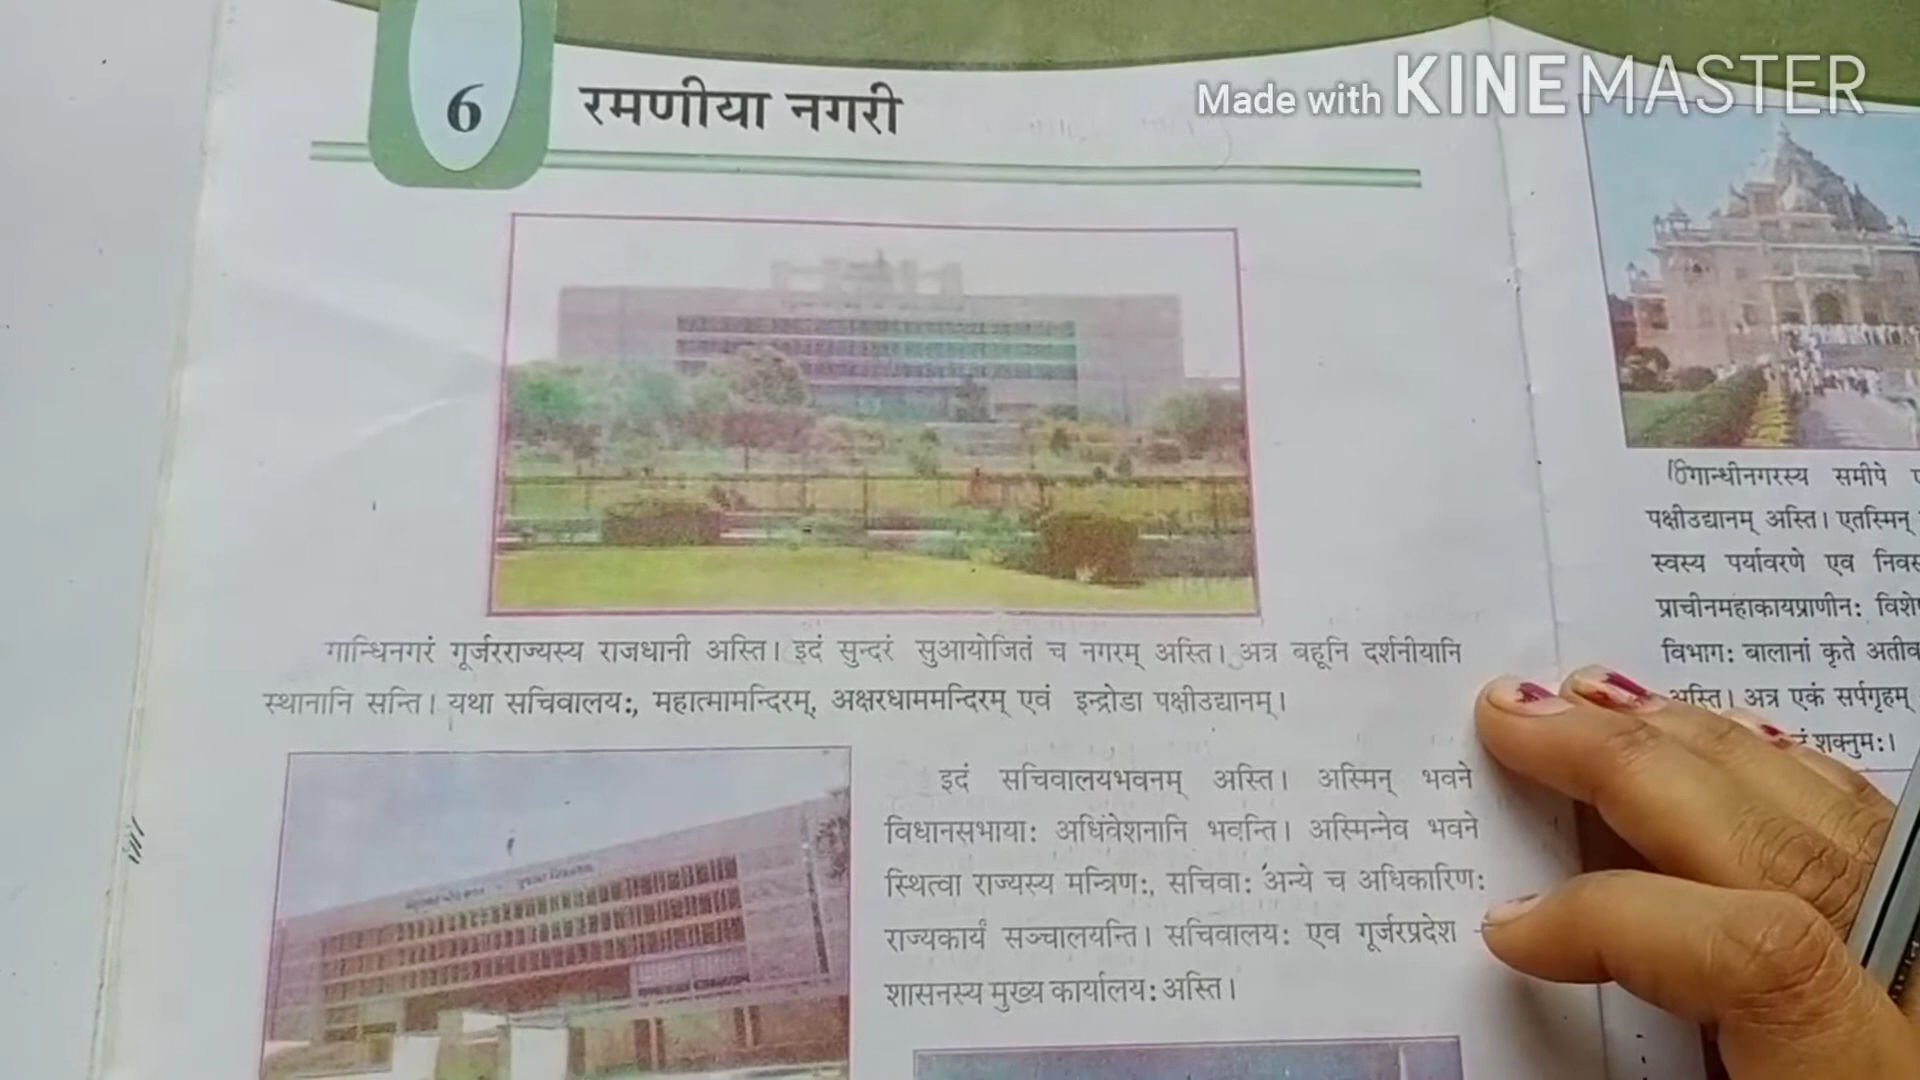 Made with KINEMASTER
6
रमणीया नगरी
गान्धिनगरं गूर्जरराज्यस्य राजधानी अस्ति। इदं सुन्दरं सुआयोजितं च नगरम् अस्ति। अत्र बहूनि दर्शनीयानि
स्थानानि सन्ति। यथा सचिवालयः, महात्मामन्दिरम्, अक्षरधाममन्दिरम् एवं इन्द्रोडा पक्षीउद्यानम्।
इदं सचिवालयभवनम् अस्ति। अस्मिन् भवने
विधानसभायाः अधिवेशनानि भवन्ति। अस्मिन्नेव भवने
स्थित्वा राज्यस्य मन्त्रिणः, सचिवाः अन्ये च अधिकारिणः
राज्यकार्यं सञ्चालयन्ति। सचिवालयः एव गूर्जरप्रदेश -
शासनस्य मुख्य कार्यालयः अस्ति।
गान्धीनगरस्य समीपे
पक्षीउद्यानम् अस्ति। एतस्मिन्
स्वस्य पर्यावरणे एव
प्राचीनमहाकायप्राणीनः
विभागः बालानां कृते
अस्ति। अत्र एकं सर्पगृहम्
शक्नुमः।